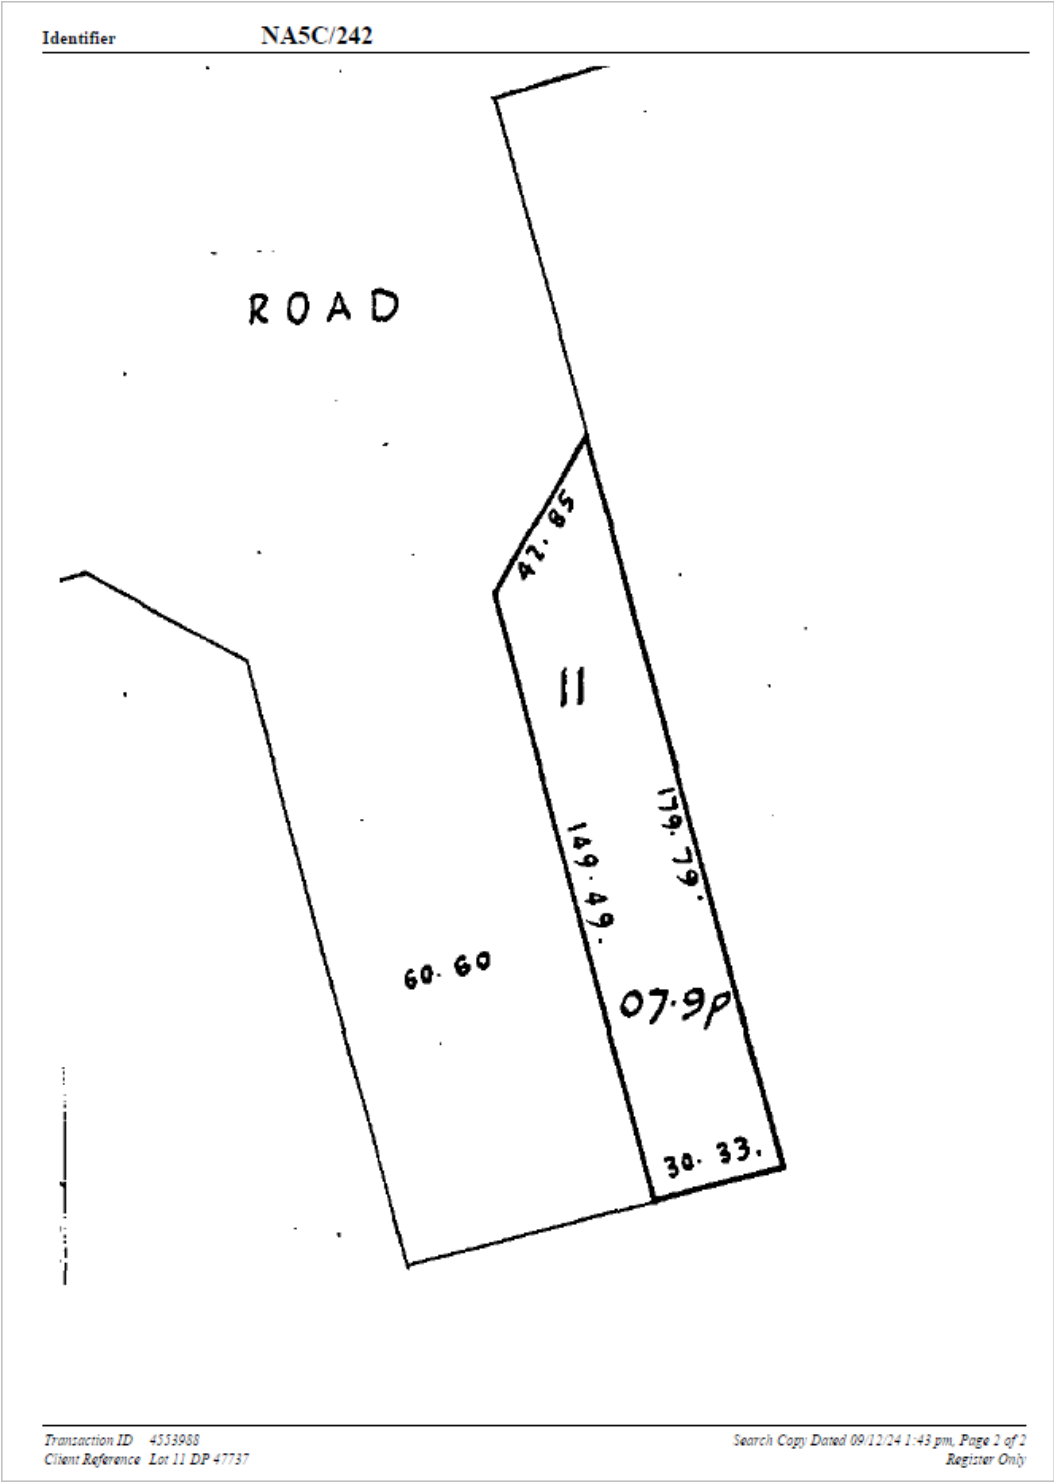 Identifier NA5C/242
ROAD
42.85
11
179.79.
149.49.
60.60
07.9p
30.33.
Transaction ID 4553988
Client Reference Lot 11 DP 47737
Search Copy Dated 09/12/24 1:43 pm, Page 2 of 2
Register Only